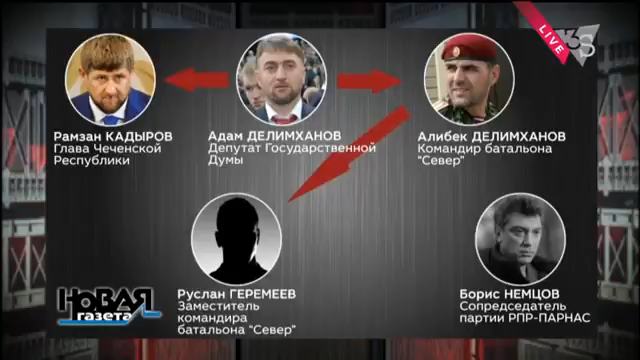 LIVE
Рамзан КАДЫРОВ
Глава Чеченской
Республики
Адам ДЕЛИМХАНОВ
Депутат Государственной
Думы
Алибек ДЕЛИМХАНОВ
Командир батальона
"Север"
Руслан ГЕРЕМЕЕВ
Заместитель
командира
батальона "Север"
Борис НЕМЦОВ
Сопредседатель
партии РПР-ПАРНАС
НОВАЯ
газета